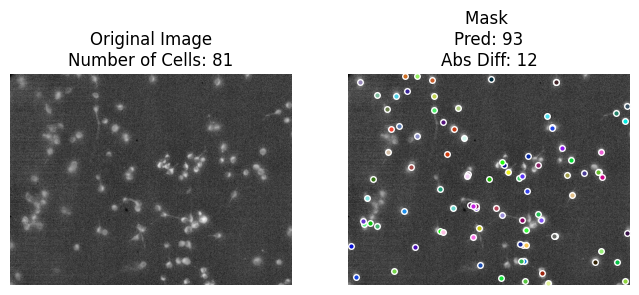 Original Image
Number of Cells: 81
Mask
Pred: 93
Abs Diff: 12